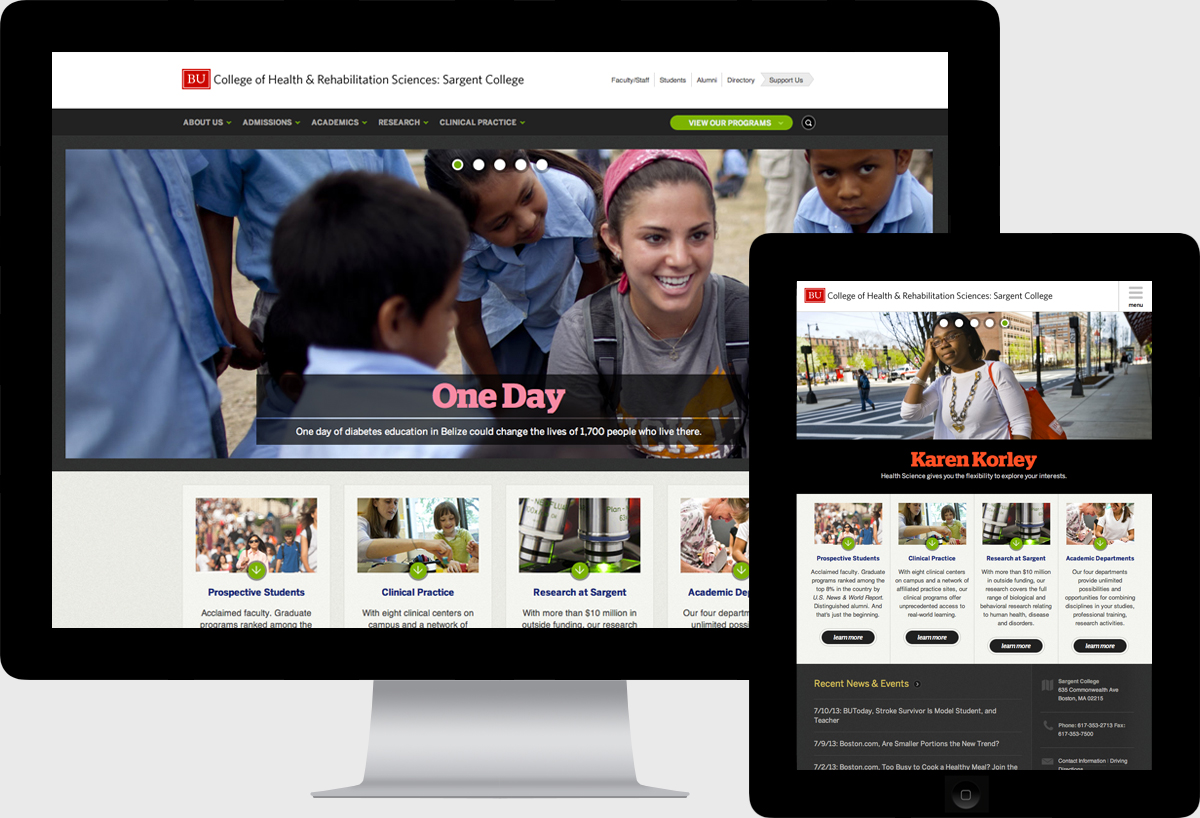 BU College of Health & Rehabilitation Sciences: Sargent College
Faculty/Staff Students Alumni Directory Support Us
ABOUT US ADMISSIONS ACADEMICS RESEARCH CLINICAL PRACTICE
VIEW OUR PROGRAMS
One Day
One day of diabetes education in Belize could change the lives of 1,700 people who live there.
Prospective Students
Acclaimed faculty. Graduate
programs ranked among the
Clinical Practice
With eight clinical centers on
campus and a network of
Research at Sargent
With more than $10 million in
outside funding, our research
Academic De
Our four departm
unlimited possi
BU College of Health & Rehabilitation Sciences: Sargent College
menu
Karen Korley
Health Science gives you the flexibility to explore your interests.
Prospective Students
Acclaimed faculty. Graduate
programs ranked among the
top 8% in the country by
U.S. News & World Report.
Distinguished alumni. And
that's just the beginning.
learn more
Clinical Practice
With eight clinical centers
on campus and a network of
affiliated practice sites, our
clinical programs offer
unprecedented access to
real-world learning.
learn more
Research at Sargent
With more than $10 million
in outside funding, our
research covers the full
range of biological and
behavioral research relating
to human health, disease
and disorders.
learn more
Academic Departments
Our four departments
provide unlimited
possibilities and
opportunities for combining
disciplines in your studies,
professional training,
research activities.
learn more
Recent News & Events
7/10/13: BUToday, Stroke Survivor Is Model Student, and
Teacher
7/9/13: Boston.com, Are Smaller Portions the New Trend?
7/2/13: Boston.com, Too Busy to Cook a Healthy Meal? Join the
Sargent College
635 Commonwealth Ave
Boston, MA 02215
Phone: 617-353-2713 Fax:
617-353-7500
Contact Information | Driving
Directions